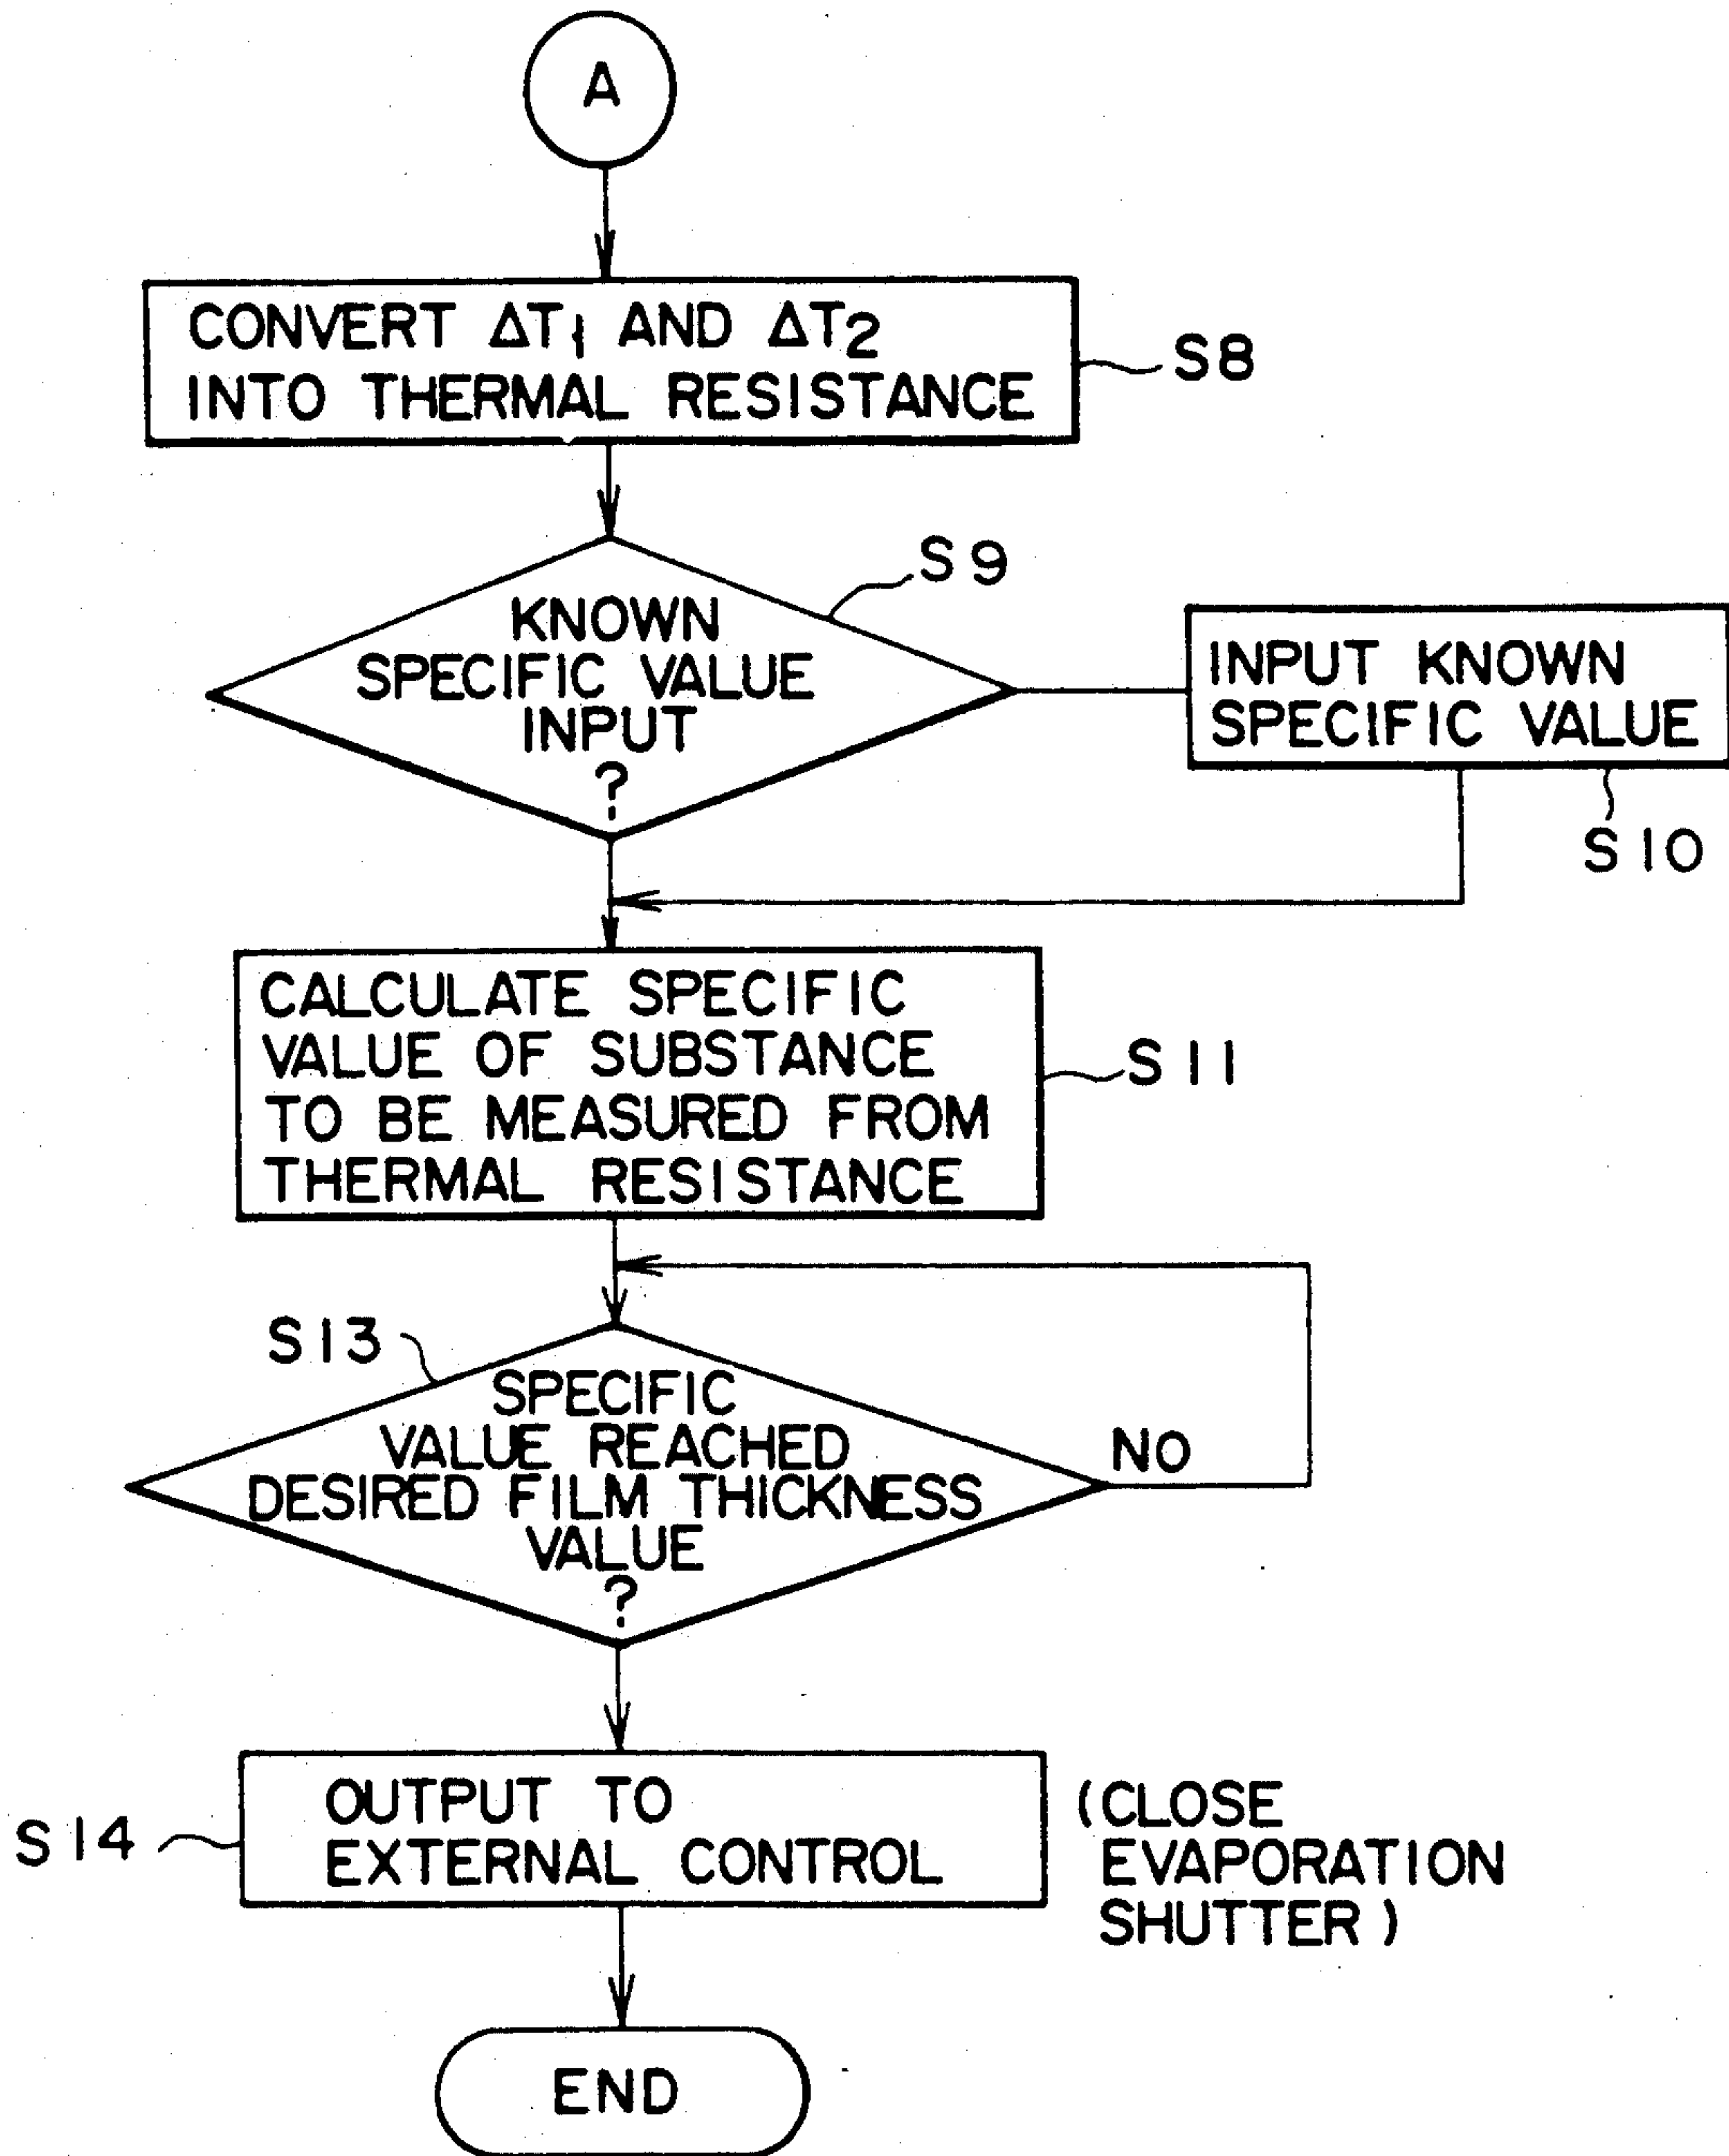 A
CONVERT ΔT1 AND ΔT2
INTO THERMAL RESISTANCE
S8
S9
KNOWN
SPECIFIC VALUE
INPUT
?
INPUT KNOWN
SPECIFIC VALUE
S10
CALCULATE SPECIFIC
VALUE OF SUBSTANCE
TO BE MEASURED FROM
THERMAL RESISTANCE
S11
S13
SPECIFIC
VALUE REACHED
DESIRED FILM THICKNESS
VALUE
?
NO
S14
OUTPUT TO
EXTERNAL CONTROL
(CLOSE
EVAPORATION
SHUTTER)
END